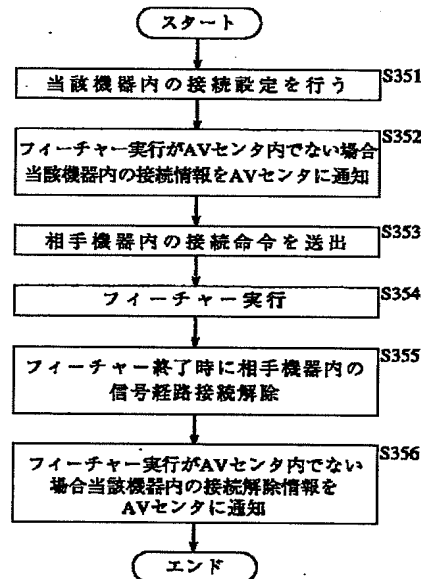 スタート
当該機器内の接続設定を行う
S351
フィーチャー実行がAVセンタ内でない場合
当該機器内の接続情報をAVセンタに通知
S352
相手機器内の接続命令を送出
S353
フィーチャー実行
S354
フィーチャー終了時に相手機器内の
信号経路接続解除
S355
フィーチャー実行がAVセンタ内でない
場合当該機器内の接続解除情報を
AVセンタに通知
S356
エンド